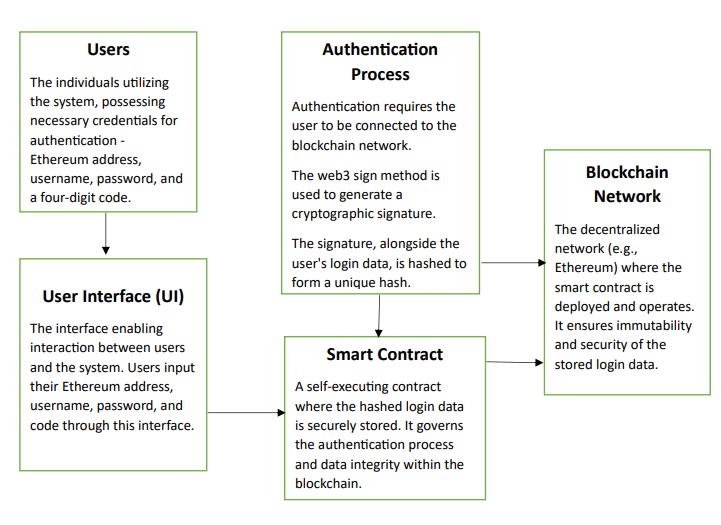 Users
The individuals utilizing
the system, possessing
necessary credentials for
authentication -
Ethereum address,
username, password, and
a four-digit code.
User Interface (UI)
The interface enabling
interaction between users
and the system. Users input
their Ethereum address,
username, password, and
code through this interface.
Authentication
Process
Authentication requires the
user to be connected to the
blockchain network.
The web3 sign method is
used to generate a
cryptographic signature.
The signature, alongside the
user's login data, is hashed to
form a unique hash.
Smart Contract
A self-executing contract
where the hashed login data
is securely stored. It governs
the authentication process
and data integrity within the
blockchain.
Blockchain
Network
The decentralized
network (e.g.,
Ethereum) where the
smart contract is
deployed and operates.
It ensures immutability
and security of the
stored login data.